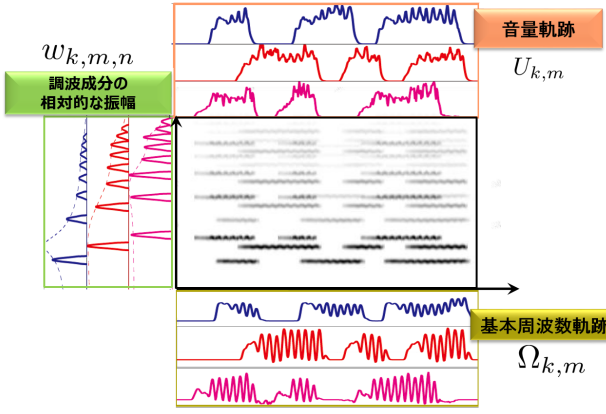 音量軌跡
U_{k,m}
w_{k,m,n}
調波成分の
相対的な振幅
基本周波数軌跡
Ω_{k,m}